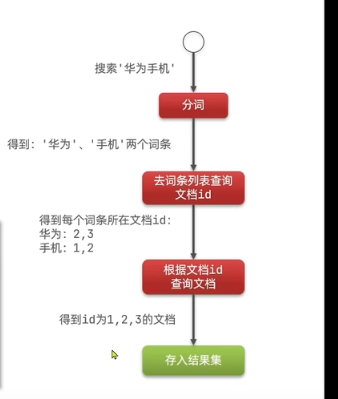 搜索'华为手机'
分词
得到：'华为'、'手机'两个词条
去词条列表查询
文档id
得到每个词条所在文档id：
华为：2,3
手机：1,2
根据文档id
查询文档
得到id为1,2,3的文档
存入结果集